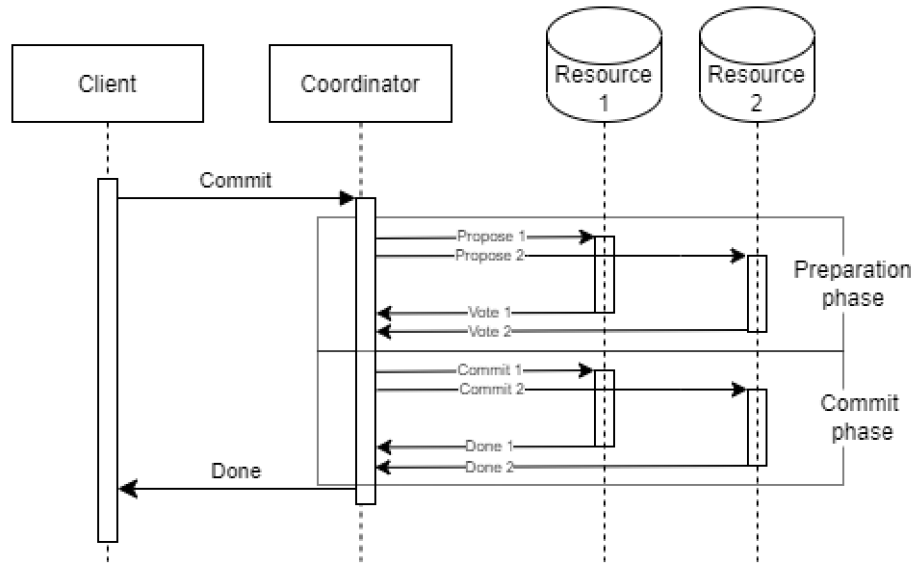 Client
Coordinator
Resource
1
Resource
2
Commit
Propose 1
Propose 2
Preparation
phase
Vote 1
Vote 2
Commit 1
Commit 2
Commit
phase
Done 1
Done 2
Done